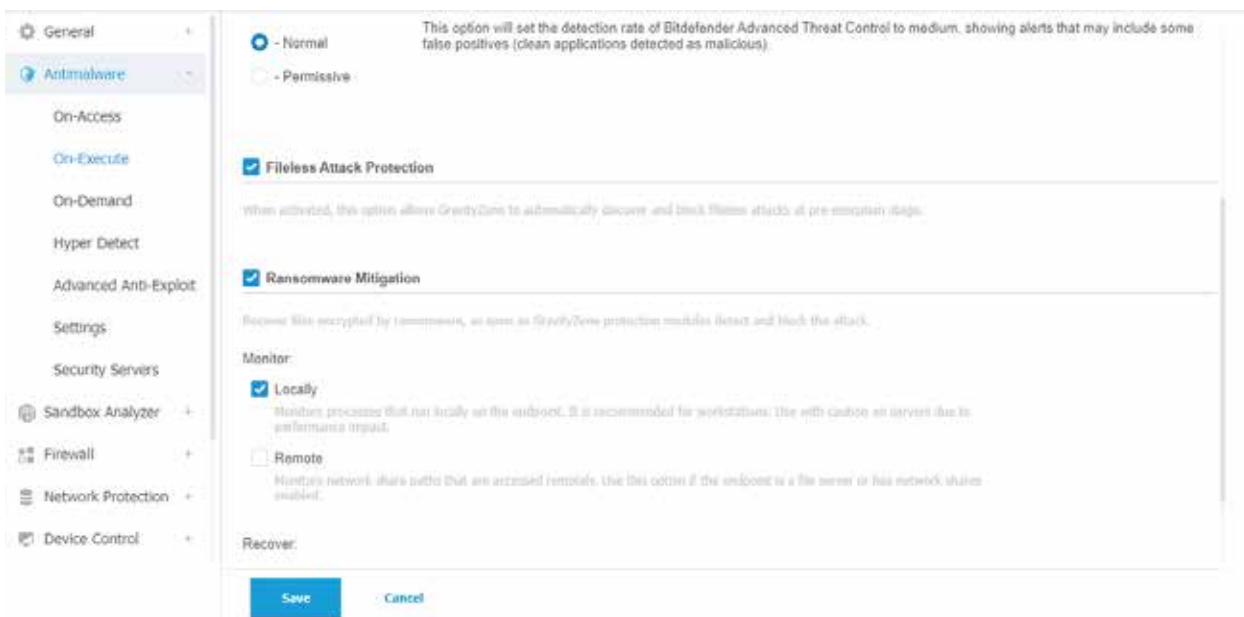 General
Antimalware
On-Access
On-Execute
On-Demand
Hyper Detect
Advanced Anti-Exploit
Settings
Security Servers
Sandbox Analyzer
Firewall
Network Protection
Device Control
- Normal
This option will set the detection rate of Bitdefender Advanced Threat Control to medium, showing alerts that may include some
false positives (clean applications detected as malicious).
- Permissive
Fileless Attack Protection
When activated, this option allows GravityZone to automatically discover and block fileless attacks at pre-execution stage.
Ransomware Mitigation
Recover files encrypted by ransomware, as soon as GravityZone protection modules detect and block the attack.
Monitor:
Locally
Monitors processes that run locally on the endpoint. It is recommended for workstations. Use with caution on servers due to
performance impact.
Remote
Monitors network share paths that are accessed remotely. Use this option if the endpoint is a file server or has network shares
enabled.
Recover:
Save
Cancel